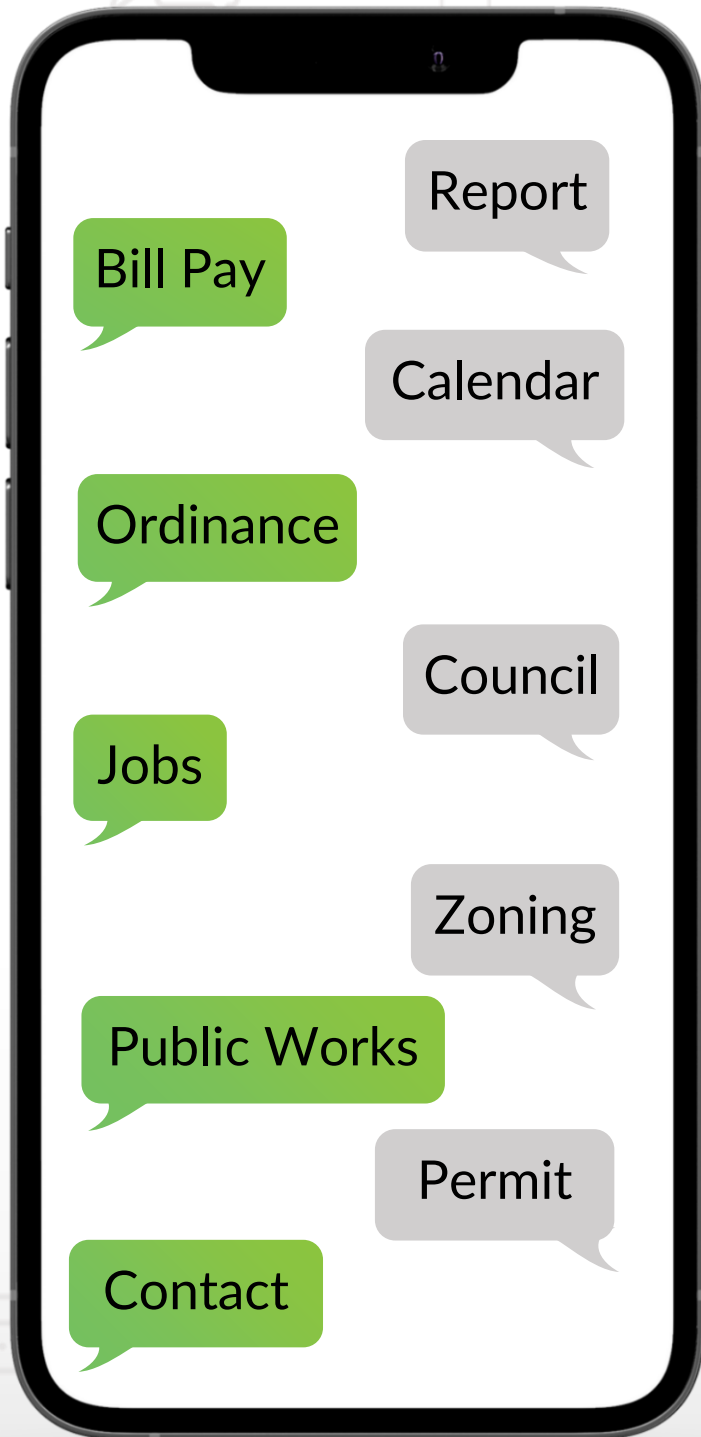 Report
Bill Pay
Calendar
Ordinance
Council
Jobs
Zoning
Public Works
Permit
Contact